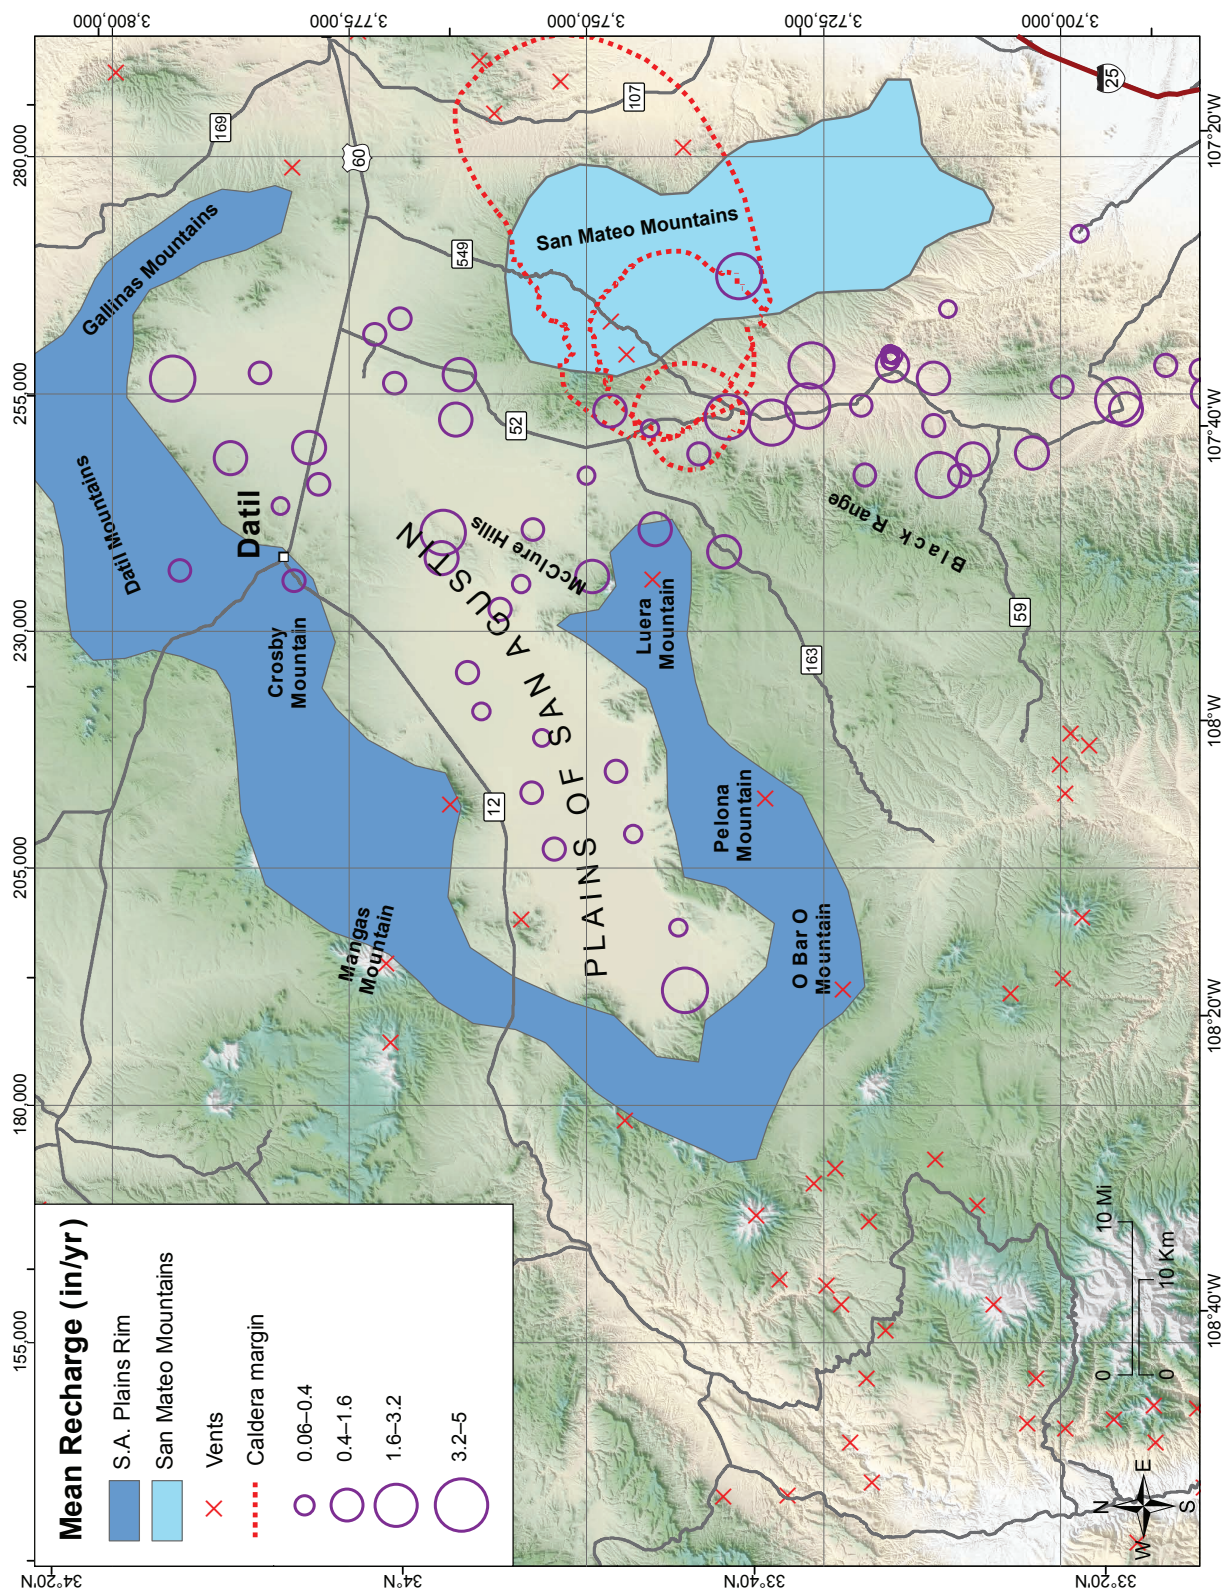 Mean Recharge (in/yr)
S.A. Plains Rim
San Mateo Mountains
Vents
Caldera margin
0.06–0.4
0.4–1.6
1.6–3.2
3.2–5
155,000
180,000
205,000
230,000
255,000
280,000
3,800,000
3,775,000
3,750,000
3,725,000
3,700,000
34°20'N
34°N
33°40'N
33°20'N
108°40'W
108°20'W
108°W
107°40'W
107°20'W
Gallinas Mountains
Datil Mountains
Datil
Crosby
Mountain
Mangas
Mountain
PLAINS OF SAN AGUSTIN
McClure Hills
Luera
Mountain
Pelona
Mountain
O Bar O
Mountain
San Mateo Mountains
Black Range
169
60
549
107
52
12
163
59
25
0
10 Mi
0
10 Km
N
E
S
W